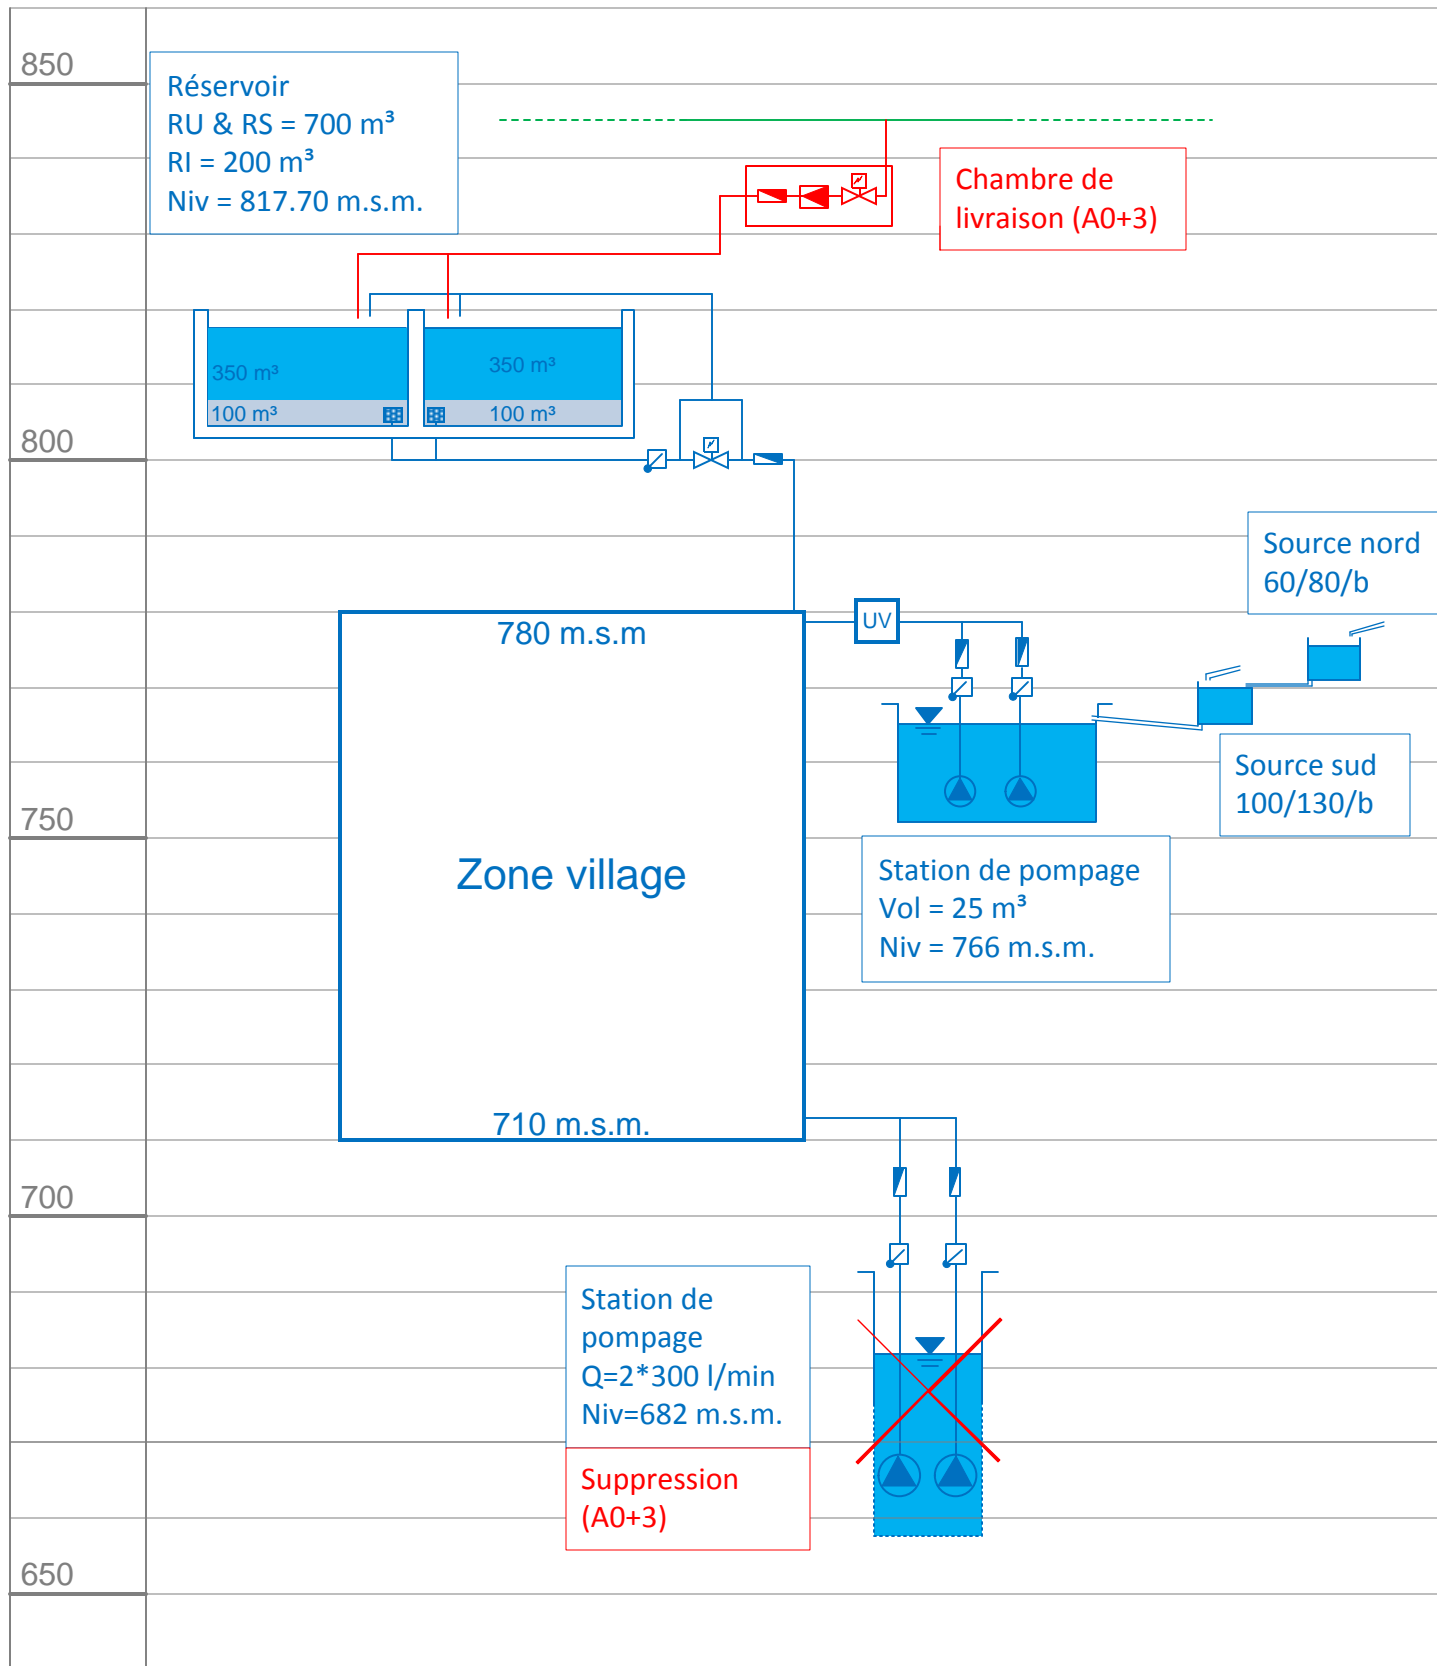 850
Réservoir
RU & RS = 700 m³
RI = 200 m³
Niv = 817.70 m.s.m.
Chambre de
livraison (A0+3)
350 m³
350 m³
100 m³
100 m³
800
Source nord
60/80/b
780 m.s.m
UV
Source sud
100/130/b
750
Zone village
Station de pompage
Vol = 25 m³
Niv = 766 m.s.m.
710 m.s.m.
700
Station de
pompage
Q=2*300 l/min
Niv=682 m.s.m.
Suppression
(A0+3)
650